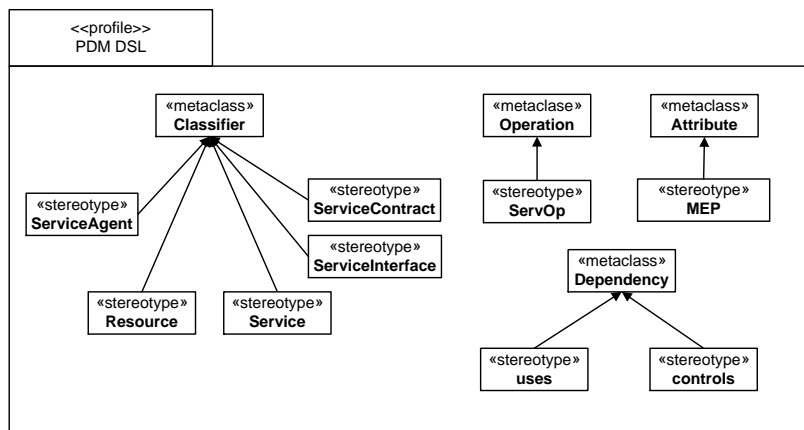 <<profile>>
PDM DSL
«metaclass»
Classifier
«metaclase»
Operation
«metaclass»
Attribute
«stereotype»
ServiceAgent
«stereotype»
ServiceContract
«stereotype»
ServOp
«stereotype»
MEP
«stereotype»
ServiceInterface
«metaclass»
Dependency
«stereotype»
Resource
«stereotype»
Service
«stereotype»
uses
«stereotype»
controls